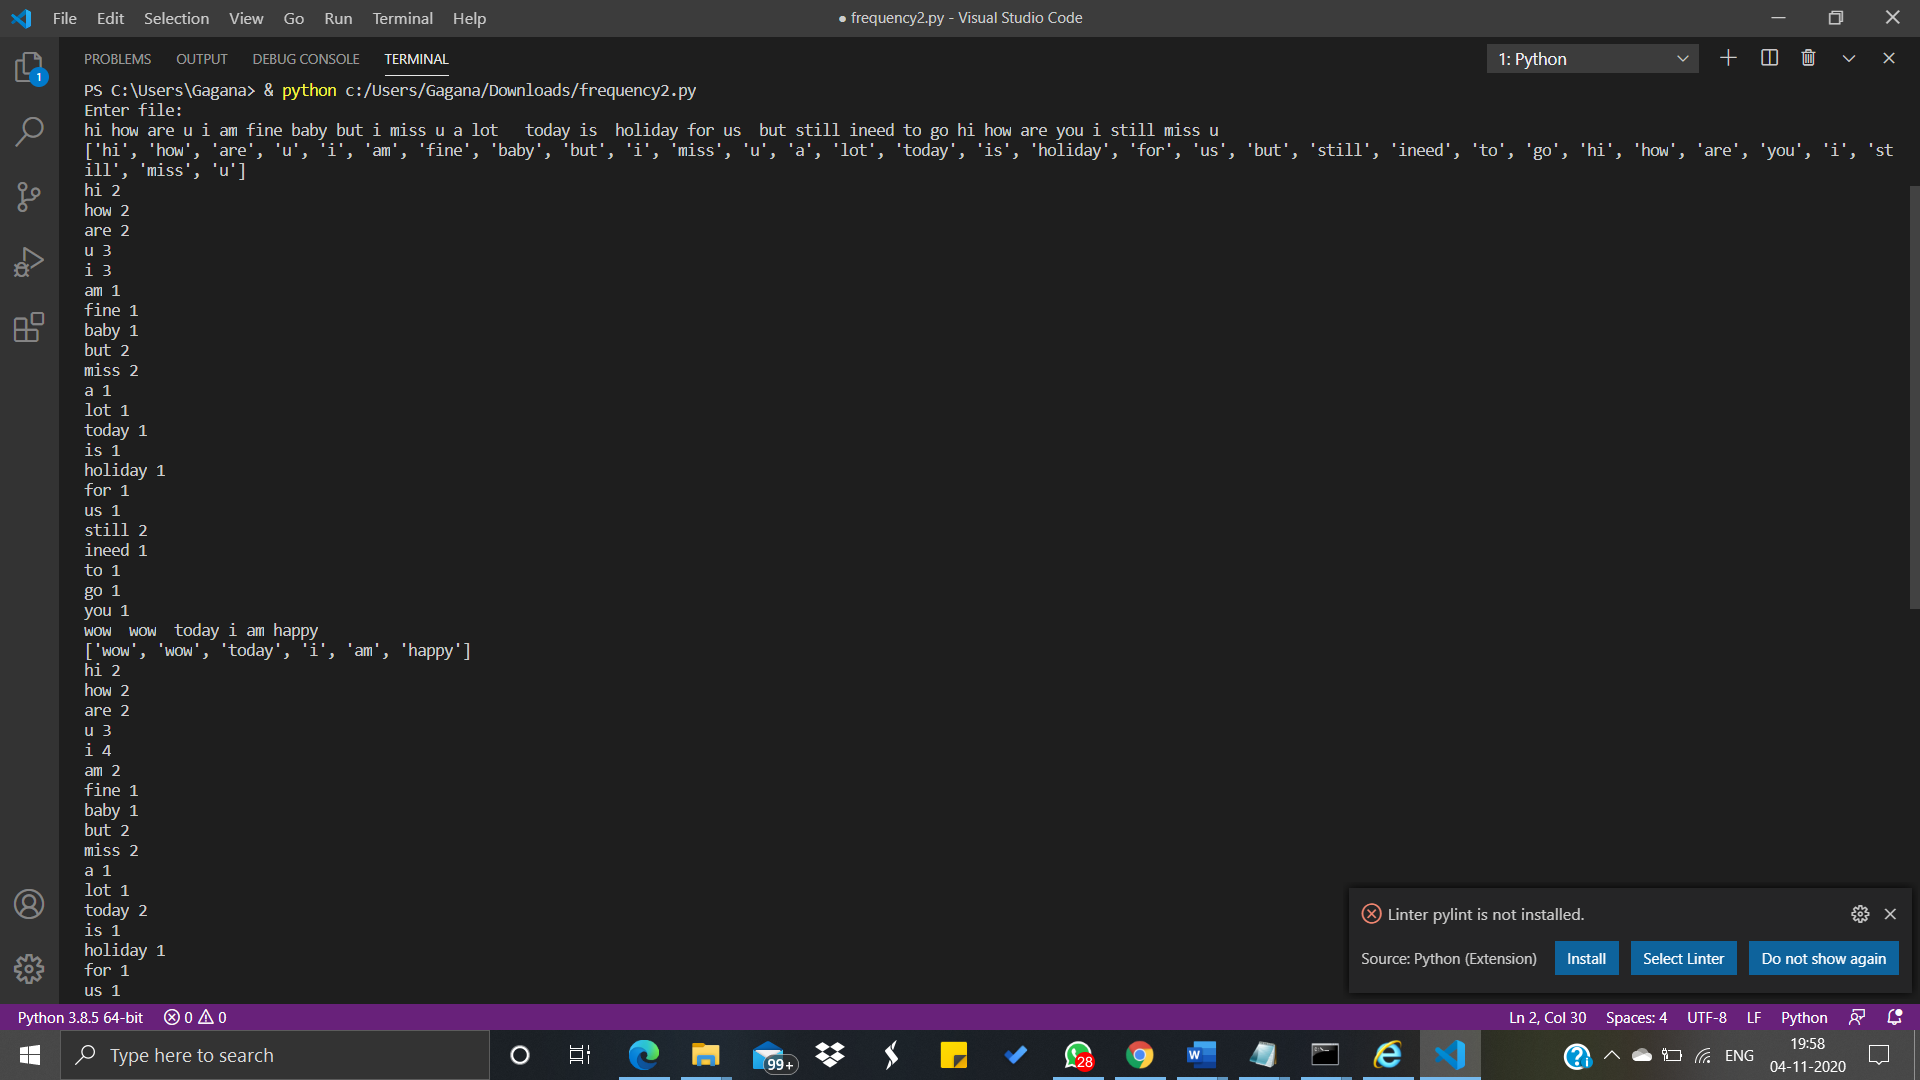 File Edit Selection View Go Run Terminal Help
● frequency2.py - Visual Studio Code
1
PROBLEMS OUTPUT DEBUG CONSOLE TERMINAL
1: Python
PS C:\Users\Gagana> & python c:/Users/Gagana/Downloads/frequency2.py
Enter file:
hi how are u i am fine baby but i miss u a lot   today is  holiday for us  but still ineed to go hi how are you i still miss u
['hi', 'how', 'are', 'u', 'i', 'am', 'fine', 'baby', 'but', 'i', 'miss', 'u', 'a', 'lot', 'today', 'is', 'holiday', 'for', 'us', 'but', 'still', 'ineed', 'to', 'go', 'hi', 'how', 'are', 'you', 'i', 'st
ill', 'miss', 'u']
hi 2
how 2
are 2
u 3
i 3
am 1
fine 1
baby 1
but 2
miss 2
a 1
lot 1
today 1
is 1
holiday 1
for 1
us 1
still 2
ineed 1
to 1
go 1
you 1
wow  wow  today i am happy
['wow', 'wow', 'today', 'i', 'am', 'happy']
hi 2
how 2
are 2
u 3
i 4
am 2
fine 1
baby 1
but 2
miss 2
a 1
lot 1
today 2
is 1
holiday 1
for 1
us 1
Linter pylint is not installed.
Source: Python (Extension)
Install
Select Linter
Do not show again
Python 3.8.5 64-bit 0 0
Ln 2, Col 30 Spaces: 4 UTF-8 LF Python
Type here to search
99+
28
ENG
19:58
04-11-2020